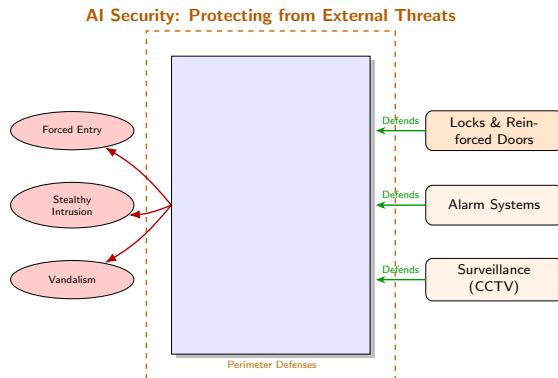 AI Security: Protecting from External Threats
Forced Entry
Stealthy
Intrusion
Vandalism
Defends
Defends
Defends
Locks & Rein-
forced Doors
Alarm Systems
Surveillance
(CCTV)
Perimeter Defenses